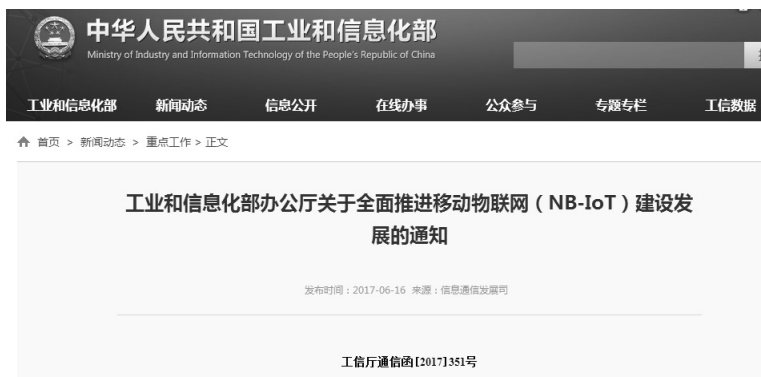 中华人民共和国工业和信息化部
Ministry of Industry and Information Technology of the People's Republic of China
工业和信息化部 新闻动态 信息公开 在线办事 公众参与 专题专栏 工信数据
首页 > 新闻动态 > 重点工作 > 正文
工业和信息化部办公厅关于全面推进移动物联网(NB-IoT)建设发
展的通知
发布时间:2017-06-16 来源:信息通信发展司
工信厅通信函[2017]351号